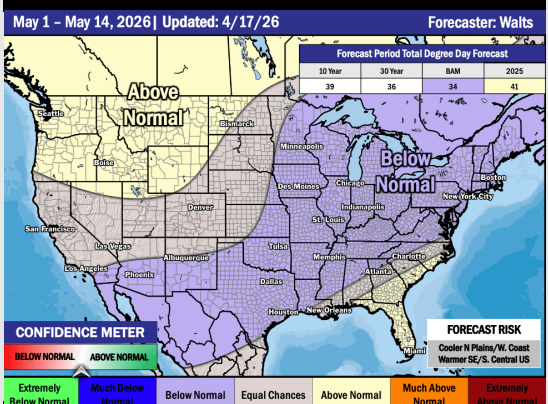 May 1 – May 14, 2026| Updated: 4/17/26
Forecaster: Walts
Forecast Period Total Degree Day Forecast
10 Year 30 Year BAM 2025
39 36 34 41
Above
Normal
Seattle
Bismarck
Minneapolis
Below
Normal
Boise
Boston
Des Moines
Chicago
New York City
Denver
Indianapolis
St. Louis
San Francisco
Las Vegas
Albuquerque
Tulsa
Memphis
Charlotte
Los Angeles
Phoenix
Atlanta
Dallas
Houston
New Orleans
Miami
CONFIDENCE METER
BELOW NORMAL
ABOVE NORMAL
FORECAST RISK
Cooler N Plains/W. Coast
Warmer SE/S. Central US
Extremely
Below Normal
Much Below
Normal
Below Normal
Equal Chances
Above Normal
Much Above
Normal
Extremely
Above Normal